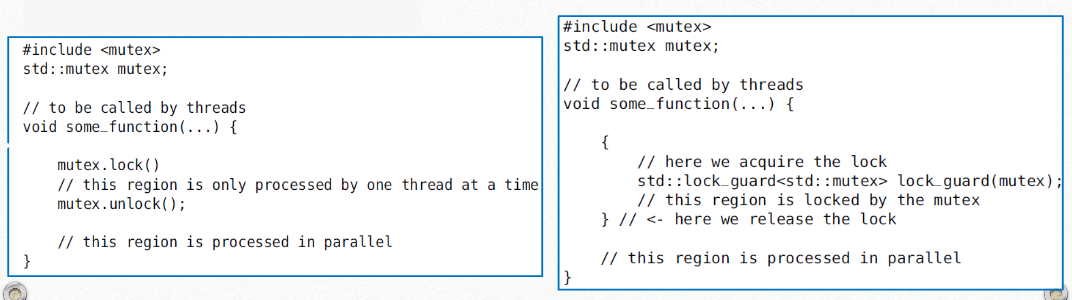 #include <mutex>
std::mutex mutex;
// to be called by threads
void some_function(...) {
mutex.lock()
// this region is only processed by one thread at a time
mutex.unlock();
// this region is processed in parallel
}
#include <mutex>
std::mutex mutex;
// to be called by threads
void some_function(...) {
{
// here we acquire the lock
std::lock_guard<std::mutex> lock_guard(mutex);
// this region is locked by the mutex
} // <- here we release the lock
// this region is processed in parallel
}